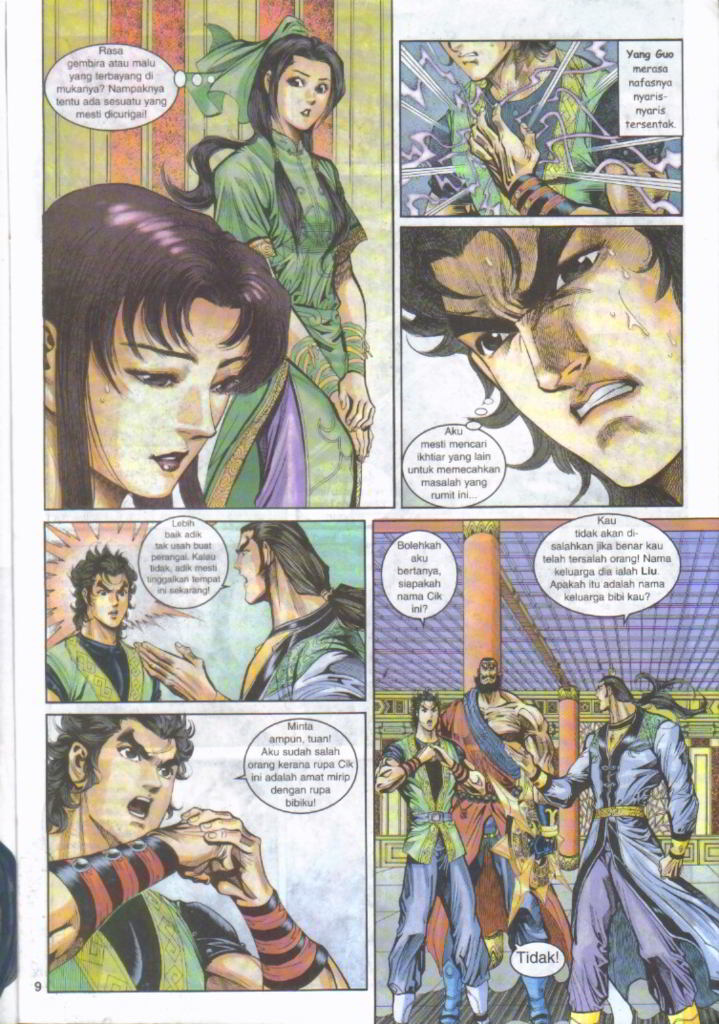 Rasa
gembira atau malu
yang terbayang di
mukanya? Nampaknya
tentu ada sesuatu yang
mesti dicurigai!
Yang Guo
merasa
nafasnya
nyaris-
nyaris
tersentak.
Aku
mesti mencari
ikhtiar yang lain
untuk memecahkan
masalah yang
rumit ini...
Lebih
baik adik
tak usah buat
perangai. Kalau
tidak, adik mesti
tinggalkan tempat
ini sekarang!
Minta
ampun, tuan!
Aku sudah salah
orang kerana rupa Cik
ini adalah amat mirip
dengan rupa
bibiku!
Bolehkah
aku
bertanya,
siapakah
nama Cik
ini?
Kau
tidak akan di-
salahkan jika benar kau
telah tersalah orang! Nama
keluarga dia ialah Liu.
Apakah itu adalah nama
keluarga bibi kau?
Tidak!
9